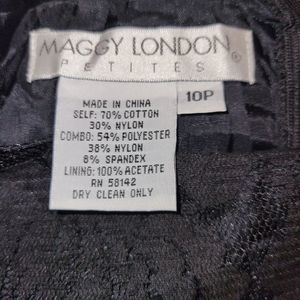 MAGGY LONDON
PETITES ®
10P
MADE IN CHINA
SELF: 70% COTTON
30% NYLON
COMBO: 54% POLYESTER
38% NYLON
8% SPANDEX
LINING: 100% ACETATE
RN 58142
DRY CLEAN ONLY